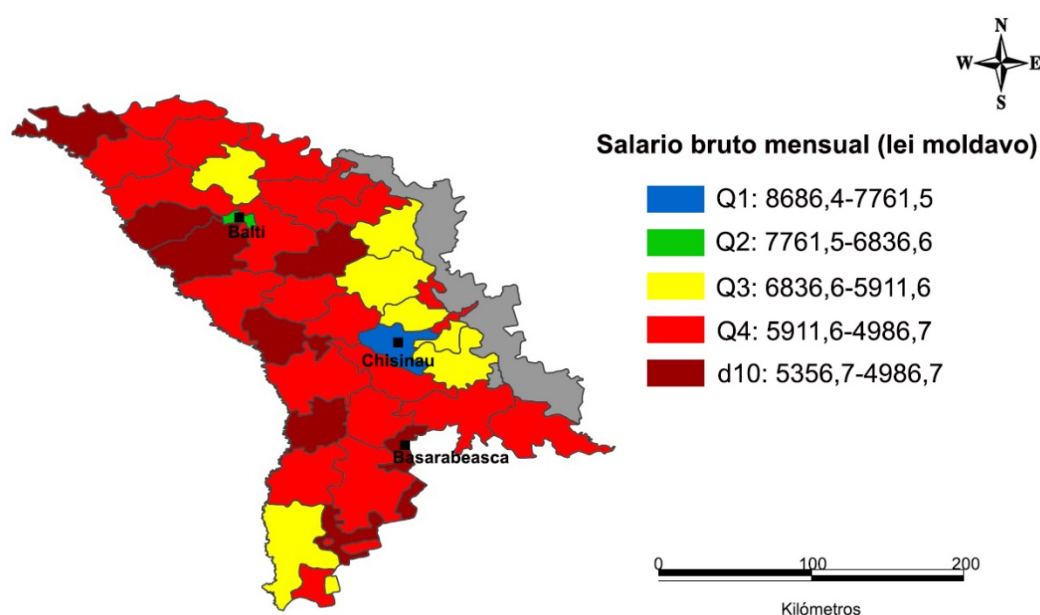 N
W E
S
Salario bruto mensual (lei moldavo)
Q1: 8686,4-7761,5
Q2: 7761,5-6836,6
Q3: 6836,6-5911,6
Q4: 5911,6-4986,7
d10: 5356,7-4986,7
Balti
Chisinau
Basarabeasca
0 100 200
Kilómetros